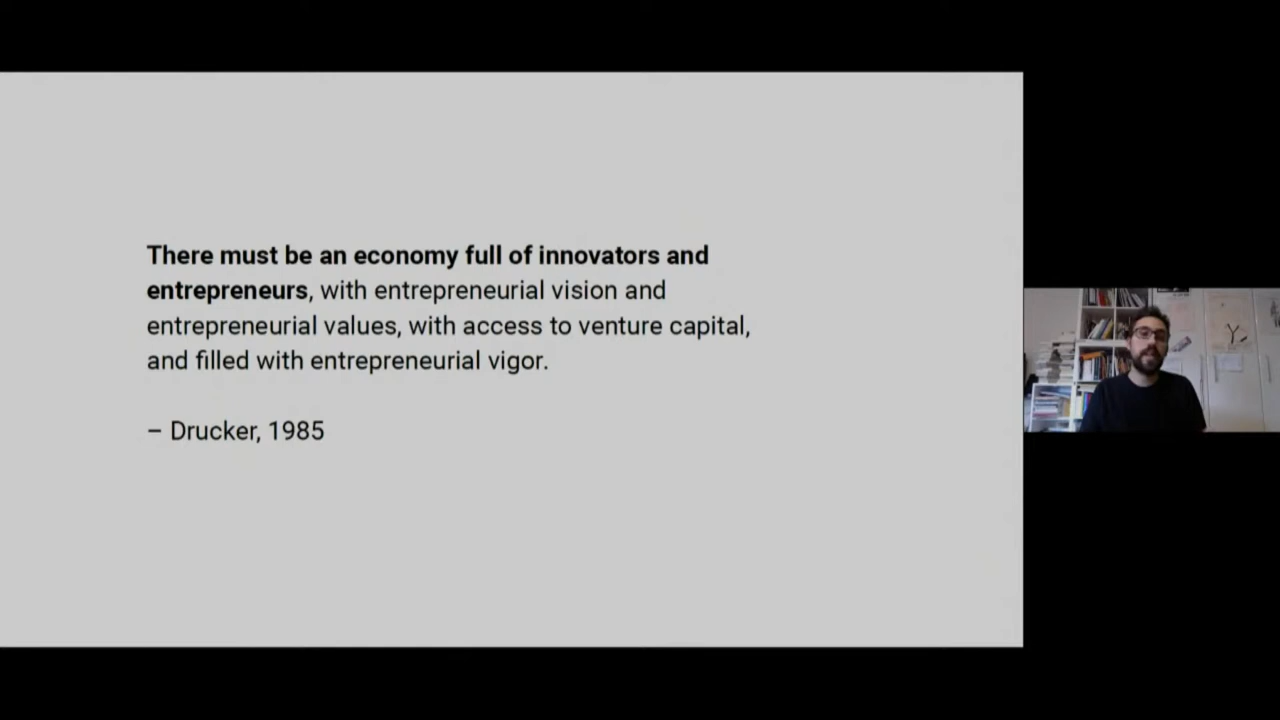 There must be an economy full of innovators and
entrepreneurs, with entrepreneurial vision and
entrepreneurial values, with access to venture capital,
and filled with entrepreneurial vigor.
– Drucker, 1985